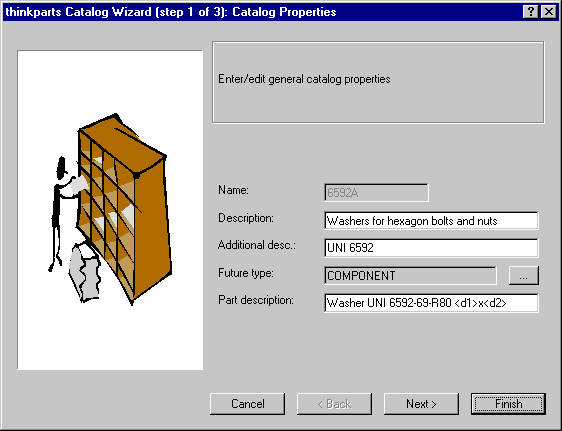 thinkparts Catalog Wizard (step 1 of 3): Catalog Properties
Enter/edit general catalog properties
Name: 6592A
Description: Washers for hexagon bolts and nuts
Additional desc.: UNI 6592
Future type: COMPONENT ...
Part description: Washer UNI 6592-69-R80 <d1>x<d2>
Cancel < Back Next > Finish